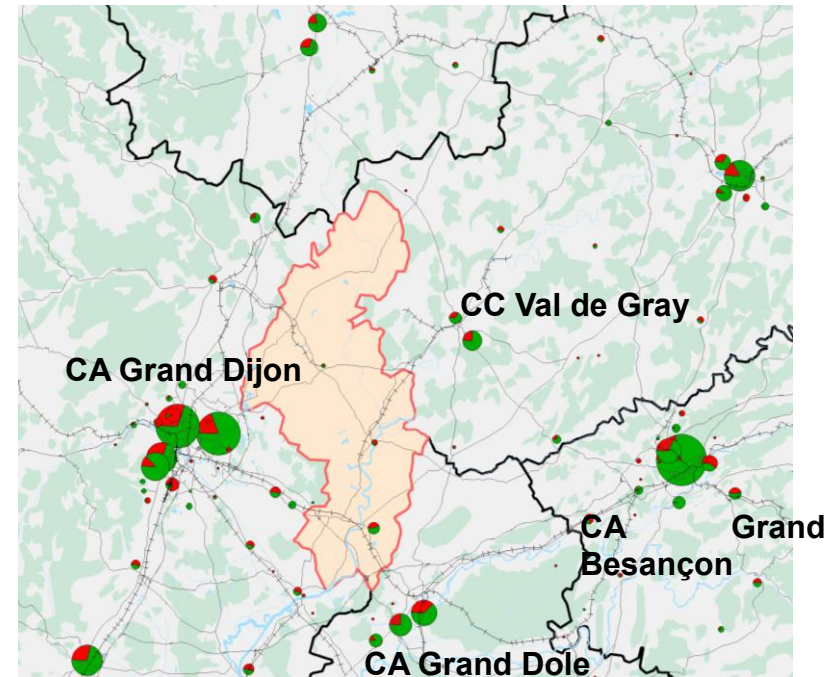 CC Val de Gray
CA Grand Dijon
CA Grand
Besançon
CA Grand Dole